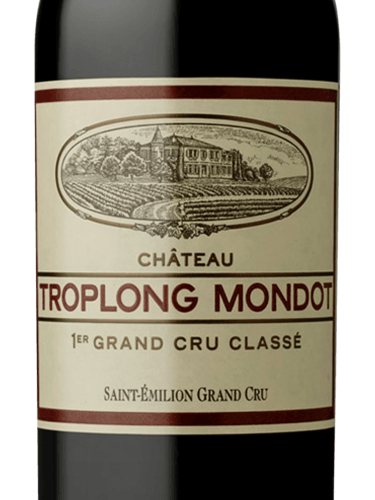 CHÂTEAU
TROPLONG MONDOT
1ER GRAND CRU CLASSÉ
SAINT-ÉMILION GRAND CRU